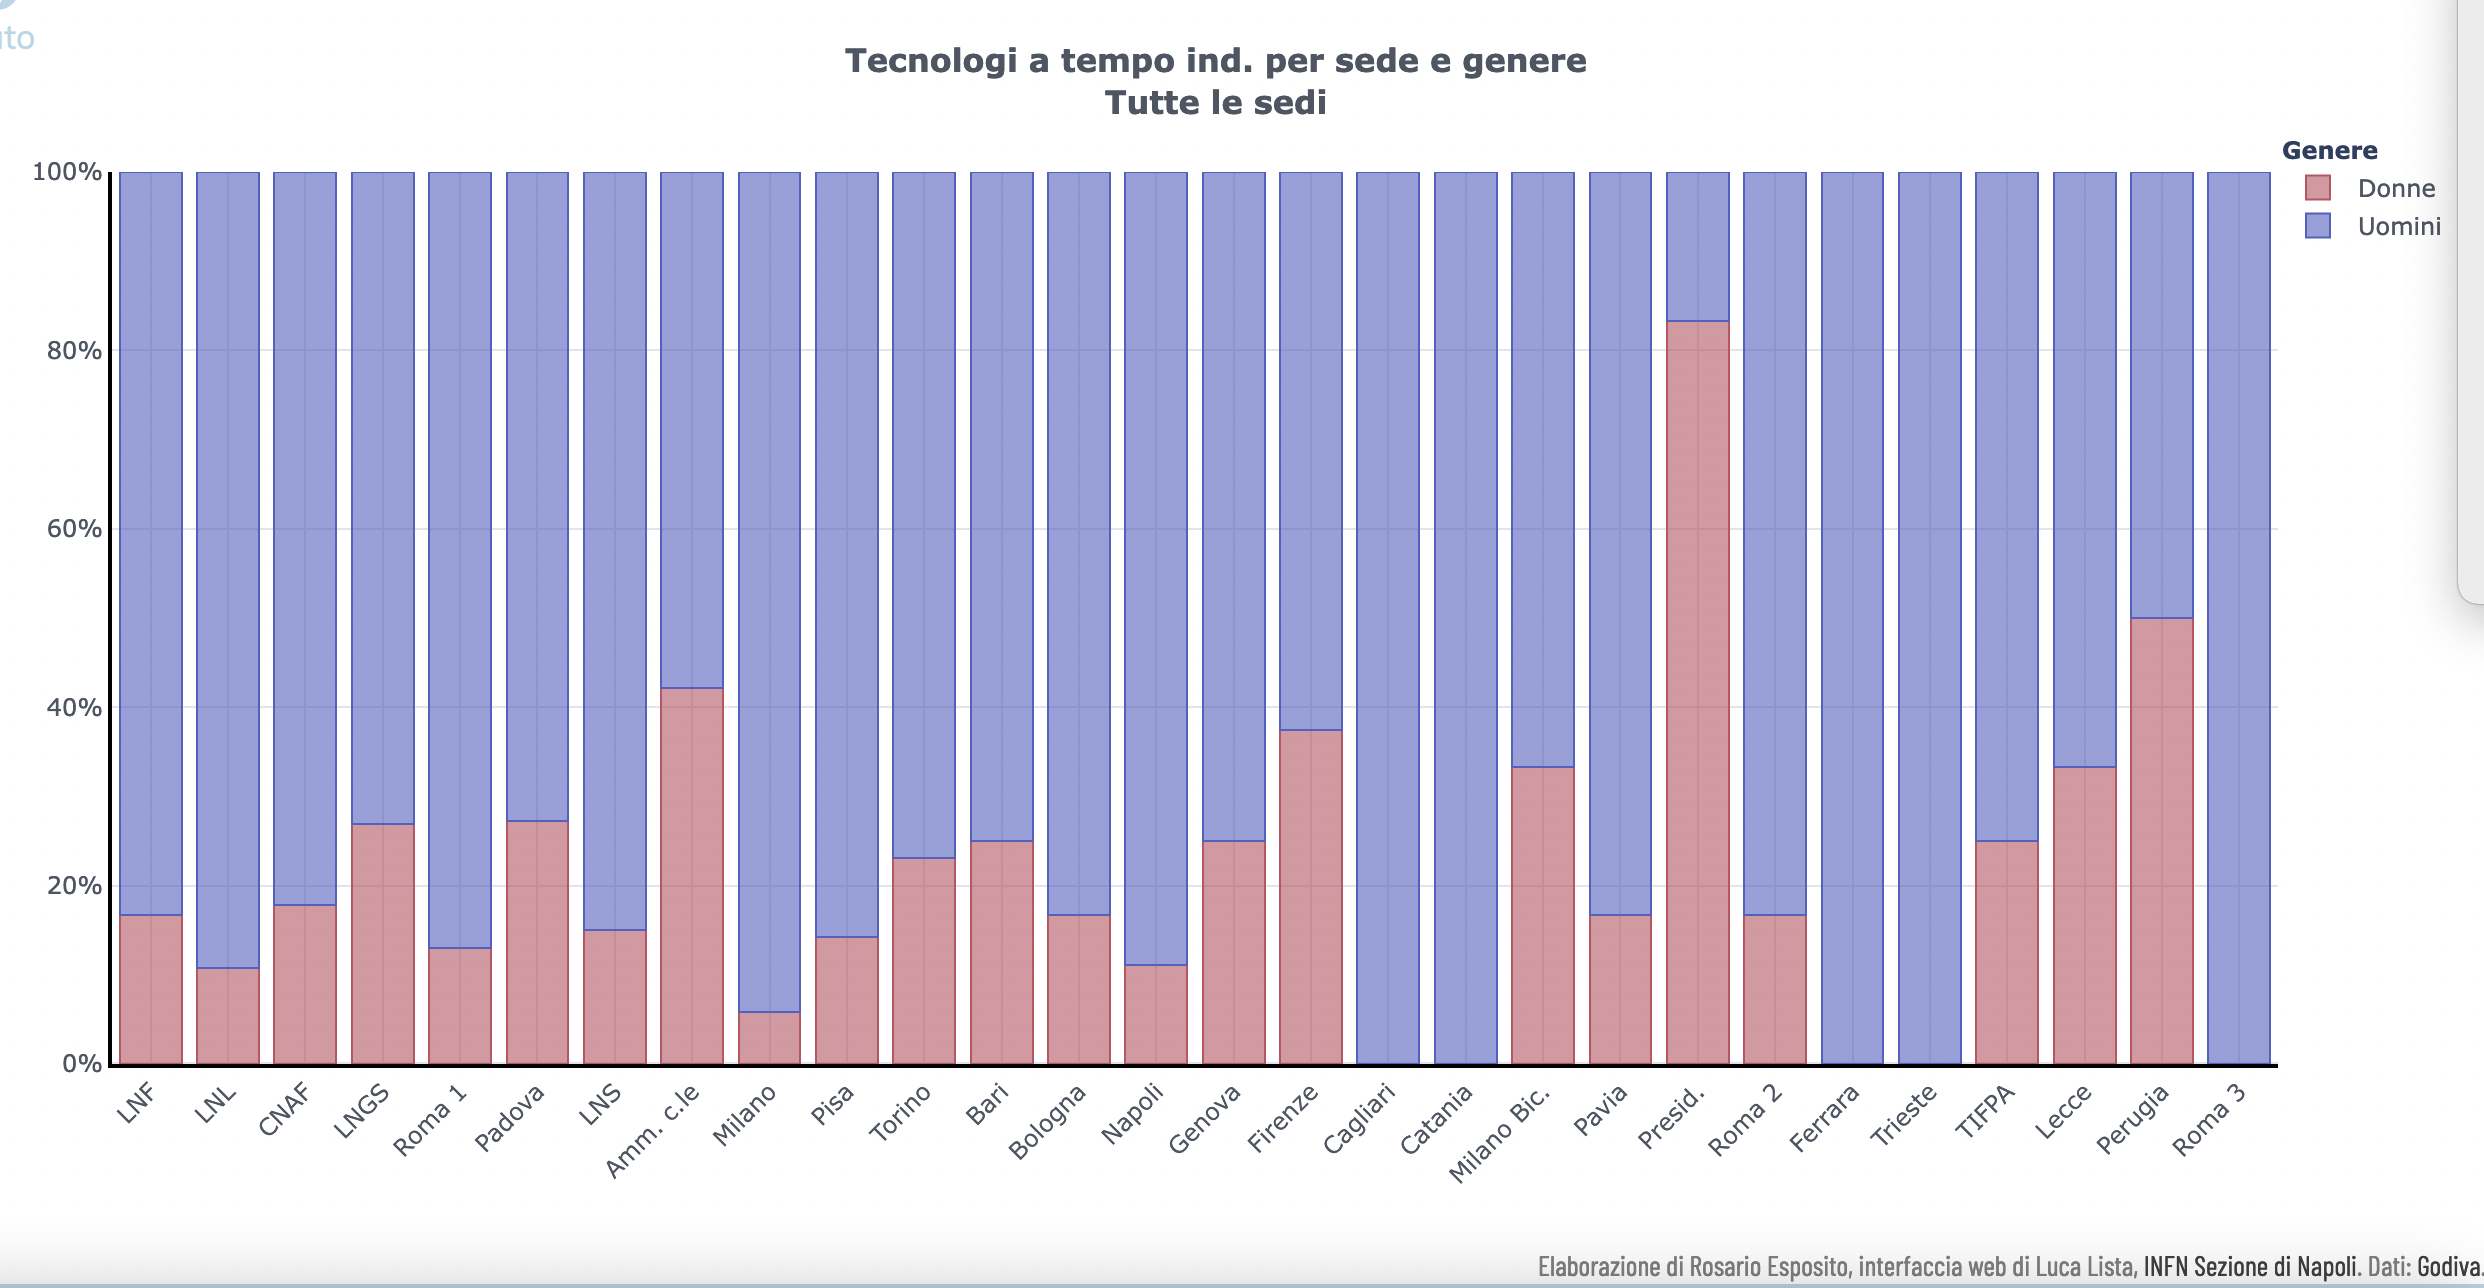 Tecnologi a tempo ind. per sede e genere
Tutte le sedi
Genere
Donne
Uomini
100%
80%
60%
40%
20%
0%
LNF
LNL
CNAF
LNGS
Roma 1
Padova
LNS
Amm. c.le
Milano
Pisa
Torino
Bari
Bologna
Napoli
Genova
Firenze
Cagliari
Catania
Milano Bic.
Pavia
Presid.
Roma 2
Ferrara
Trieste
TIFPA
Lecce
Perugia
Roma 3
Elaborazione di Rosario Esposito, interfaccia web di Luca Lista, INFN Sezione di Napoli. Dati: Godiva